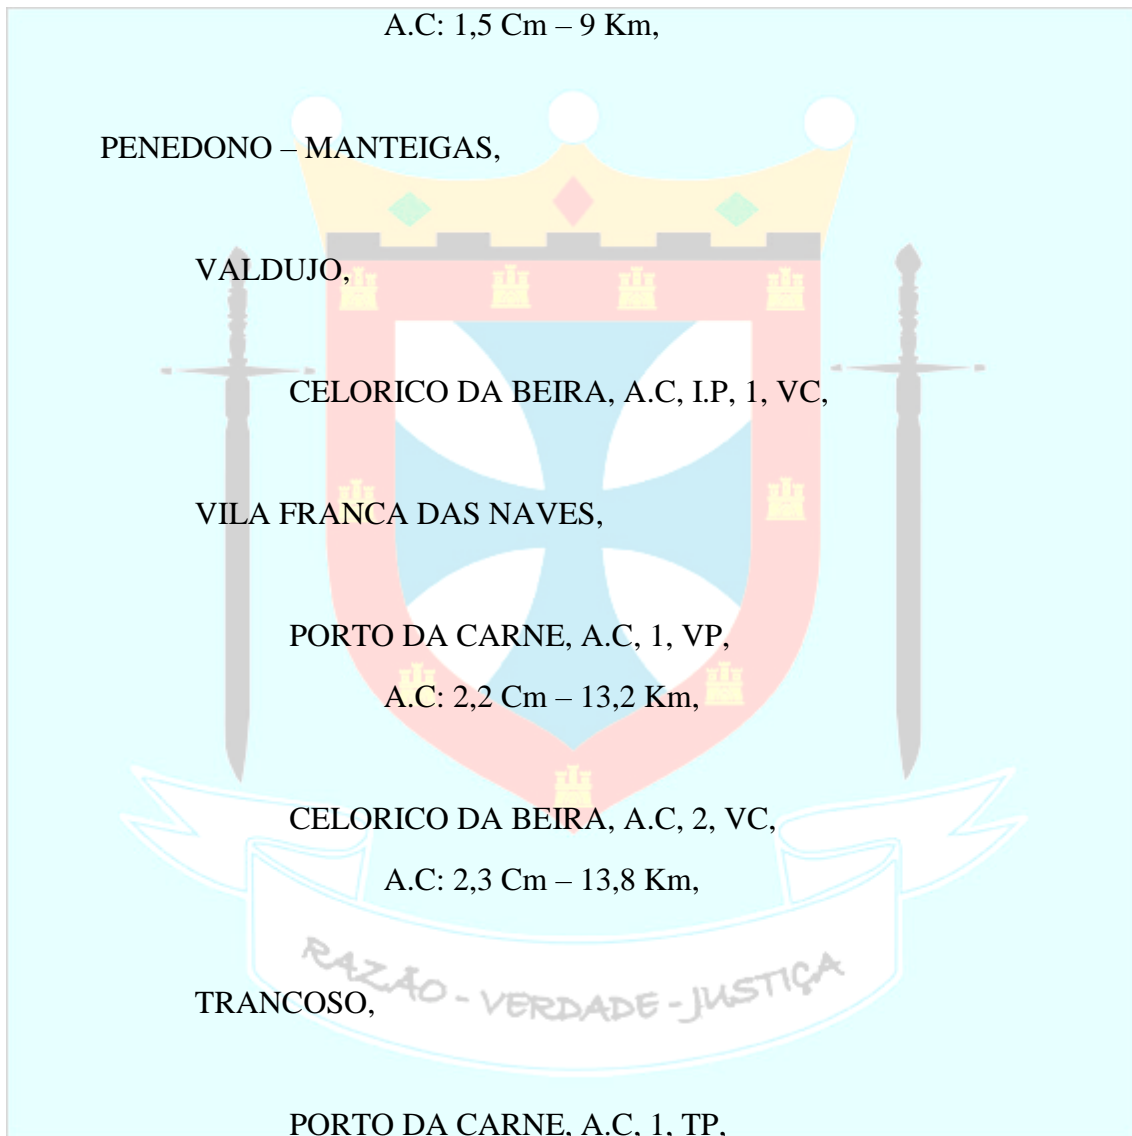 A.C: 1,5 Cm – 9 Km,
PENEDONO – MANTEIGAS,
VALDUJO,
CELORICO DA BEIRA, A.C, I.P, 1, VC,
VILA FRANCA DAS NAVES,
PORTO DA CARNE, A.C, 1, VP,
A.C: 2,2 Cm – 13,2 Km,
CELORICO DA BEIRA, A.C, 2, VC,
A.C: 2,3 Cm – 13,8 Km,
RAZÃO - VERDADE - JUSTIÇA
TRANCOSO,
PORTO DA CARNE, A.C, 1, TP,